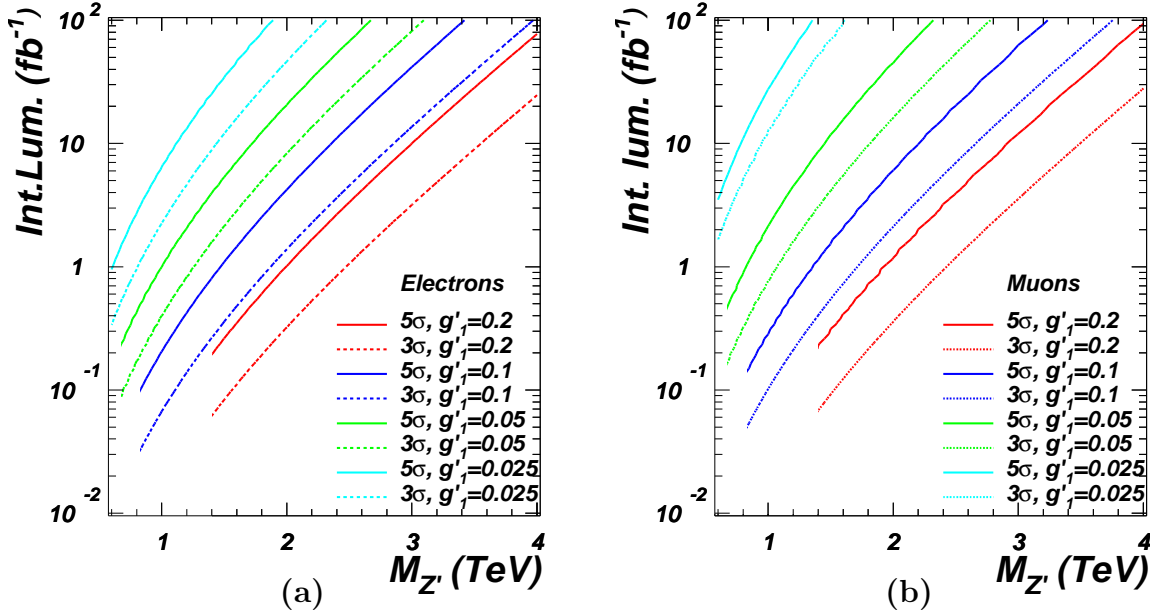 Int.Lum. (fb⁻¹)
10²
10
1
10⁻¹
10⁻²
Electrons
5σ, g'₁=0.2
3σ, g'₁=0.2
5σ, g'₁=0.1
3σ, g'₁=0.1
5σ, g'₁=0.05
3σ, g'₁=0.05
5σ, g'₁=0.025
3σ, g'₁=0.025
1 2 3 4
M_Z' (TeV)
(a)
Int. lum. (fb⁻¹)
10²
10
1
10⁻¹
10⁻²
Muons
5σ, g'₁=0.2
3σ, g'₁=0.2
5σ, g'₁=0.1
3σ, g'₁=0.1
5σ, g'₁=0.05
3σ, g'₁=0.05
5σ, g'₁=0.025
3σ, g'₁=0.025
1 2 3 4
M_Z' (TeV)
(b)